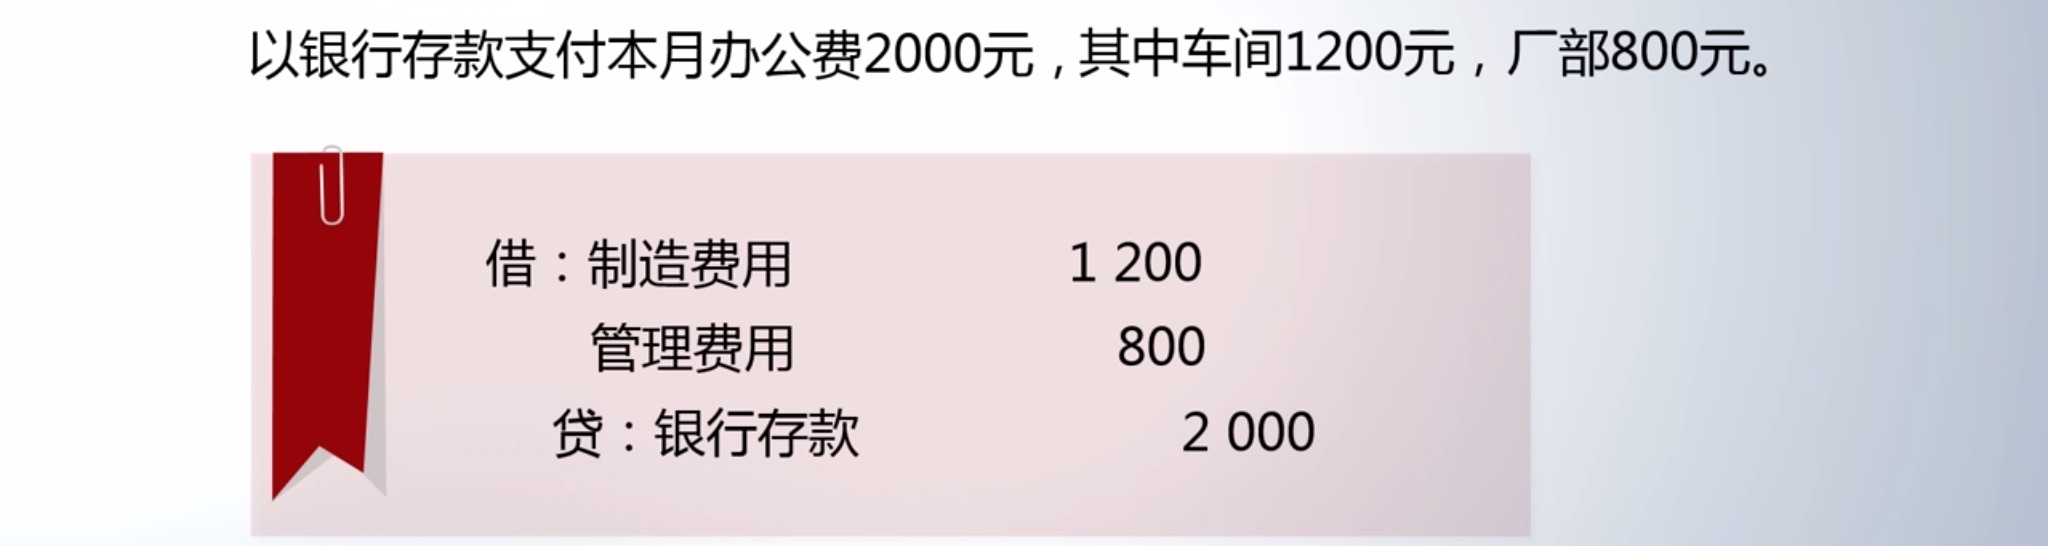 以银行存款支付本月办公费2000元，其中车间1200元，厂部800元。
借：制造费用 1 200
管理费用 800
贷：银行存款 2 000